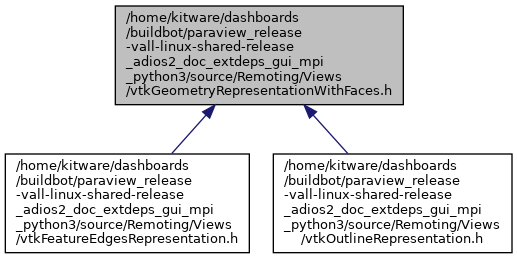 /home/kitware/dashboards
/buildbot/paraview_release
-vall-linux-shared-release
_adios2_doc_extdeps_gui_mpi
_python3/source/Remoting/Views
/vtkGeometryRepresentationWithFaces.h
/home/kitware/dashboards
/buildbot/paraview_release
-vall-linux-shared-release
_adios2_doc_extdeps_gui_mpi
_python3/source/Remoting/Views
/vtkFeatureEdgesRepresentation.h
/home/kitware/dashboards
/buildbot/paraview_release
-vall-linux-shared-release
_adios2_doc_extdeps_gui_mpi
_python3/source/Remoting/Views
/vtkOutlineRepresentation.h